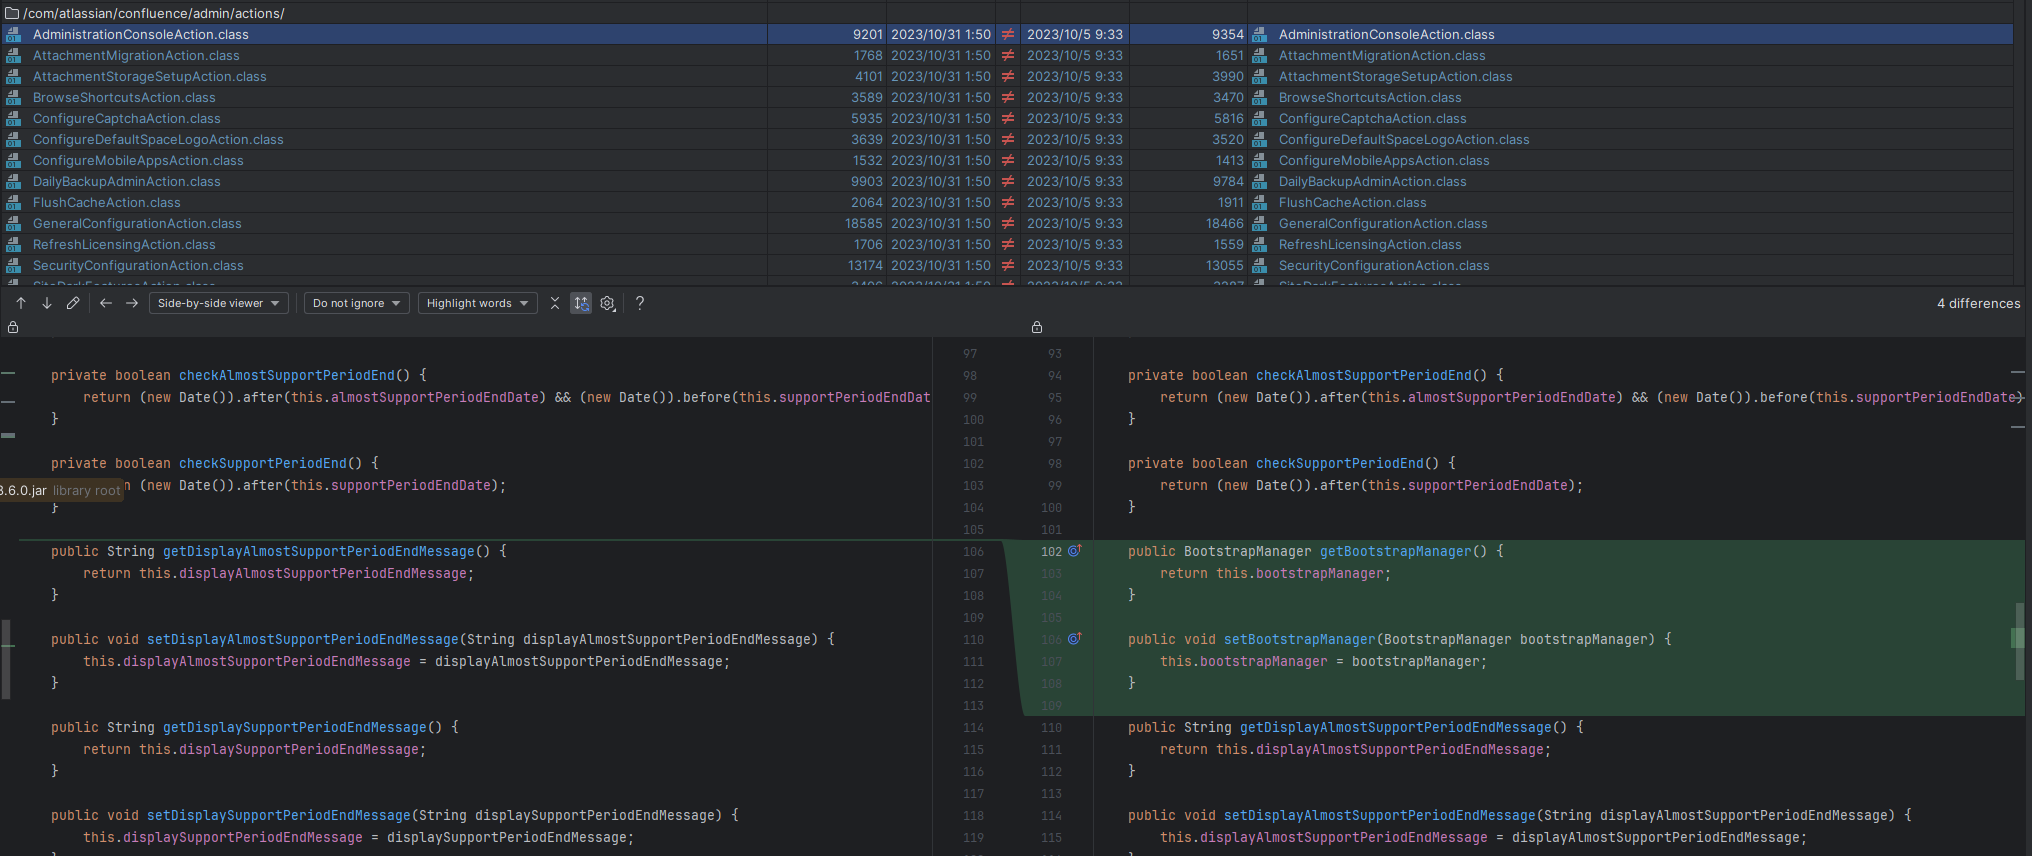 /com/atlassian/confluence/admin/actions/
AdministrationConsoleAction.class 9201 2023/10/31 1:50 ≠ 2023/10/5 9:33 9354 AdministrationConsoleAction.class
AttachmentMigrationAction.class 1768 2023/10/31 1:50 ≠ 2023/10/5 9:33 1651 AttachmentMigrationAction.class
AttachmentStorageSetupAction.class 4101 2023/10/31 1:50 ≠ 2023/10/5 9:33 3990 AttachmentStorageSetupAction.class
BrowseShortcutsAction.class 3589 2023/10/31 1:50 ≠ 2023/10/5 9:33 3470 BrowseShortcutsAction.class
ConfigureCaptchaAction.class 5935 2023/10/31 1:50 ≠ 2023/10/5 9:33 5816 ConfigureCaptchaAction.class
ConfigureDefaultSpaceLogoAction.class 3639 2023/10/31 1:50 ≠ 2023/10/5 9:33 3520 ConfigureDefaultSpaceLogoAction.class
ConfigureMobileAppsAction.class 1532 2023/10/31 1:50 ≠ 2023/10/5 9:33 1413 ConfigureMobileAppsAction.class
DailyBackupAdminAction.class 9903 2023/10/31 1:50 ≠ 2023/10/5 9:33 9784 DailyBackupAdminAction.class
FlushCacheAction.class 2064 2023/10/31 1:50 ≠ 2023/10/5 9:33 1911 FlushCacheAction.class
GeneralConfigurationAction.class 18585 2023/10/31 1:50 ≠ 2023/10/5 9:33 18466 GeneralConfigurationAction.class
RefreshLicensingAction.class 1706 2023/10/31 1:50 ≠ 2023/10/5 9:33 1559 RefreshLicensingAction.class
SecurityConfigurationAction.class 13174 2023/10/31 1:50 ≠ 2023/10/5 9:33 13055 SecurityConfigurationAction.class
Side-by-side viewer Do not ignore Highlight words ? 4 differences
97 93
private boolean checkAlmostSupportPeriodEnd() { 98 94 private boolean checkAlmostSupportPeriodEnd() {
return (new Date()).after(this.almostSupportPeriodEndDate) && (new Date()).before(this.supportPeriodEndDat 99 95 return (new Date()).after(this.almostSupportPeriodEndDate) && (new Date()).before(this.supportPeriodEndDate)
} 100 96 }
101 97
private boolean checkSupportPeriodEnd() { 102 98 private boolean checkSupportPeriodEnd() {
3.6.0.jar library root n (new Date()).after(this.supportPeriodEndDate); 103 99 return (new Date()).after(this.supportPeriodEndDate);
} 104 100 }
105 101
public String getDisplayAlmostSupportPeriodEndMessage() { 106 102 public BootstrapManager getBootstrapManager() {
return this.displayAlmostSupportPeriodEndMessage; 107 103 return this.bootstrapManager;
} 108 104 }
109 105
public void setDisplayAlmostSupportPeriodEndMessage(String displayAlmostSupportPeriodEndMessage) { 110 106 public void setBootstrapManager(BootstrapManager bootstrapManager) {
this.displayAlmostSupportPeriodEndMessage = displayAlmostSupportPeriodEndMessage; 111 107 this.bootstrapManager = bootstrapManager;
} 112 108 }
113 109
public String getDisplaySupportPeriodEndMessage() { 114 110 public String getDisplayAlmostSupportPeriodEndMessage() {
return this.displaySupportPeriodEndMessage; 115 111 return this.displayAlmostSupportPeriodEndMessage;
} 116 112 }
117 113
public void setDisplaySupportPeriodEndMessage(String displaySupportPeriodEndMessage) { 118 114 public void setDisplayAlmostSupportPeriodEndMessage(String displayAlmostSupportPeriodEndMessage) {
this.displaySupportPeriodEndMessage = displaySupportPeriodEndMessage; 119 115 this.displayAlmostSupportPeriodEndMessage = displayAlmostSupportPeriodEndMessage;